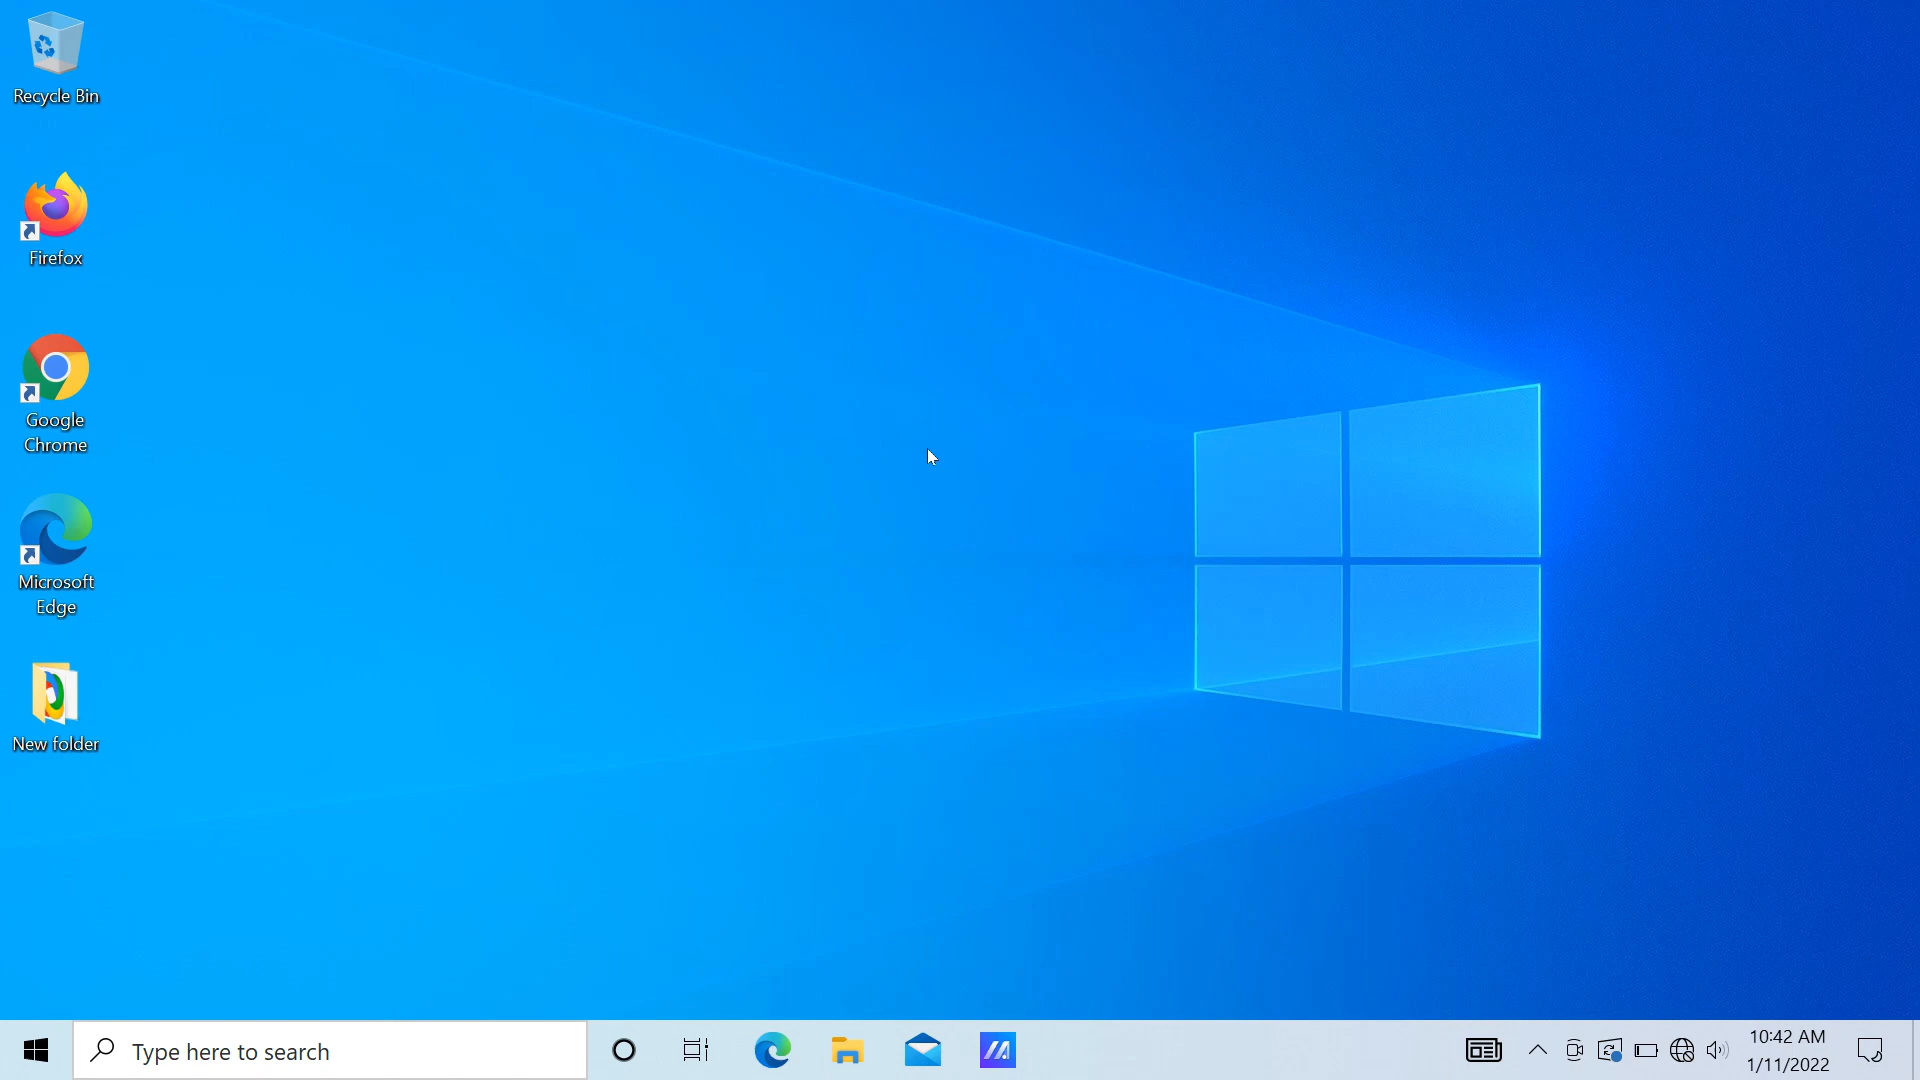 Recycle Bin
Firefox
Google
Chrome
Microsoft
Edge
New folder
Type here to search
10:42 AM
1/11/2022